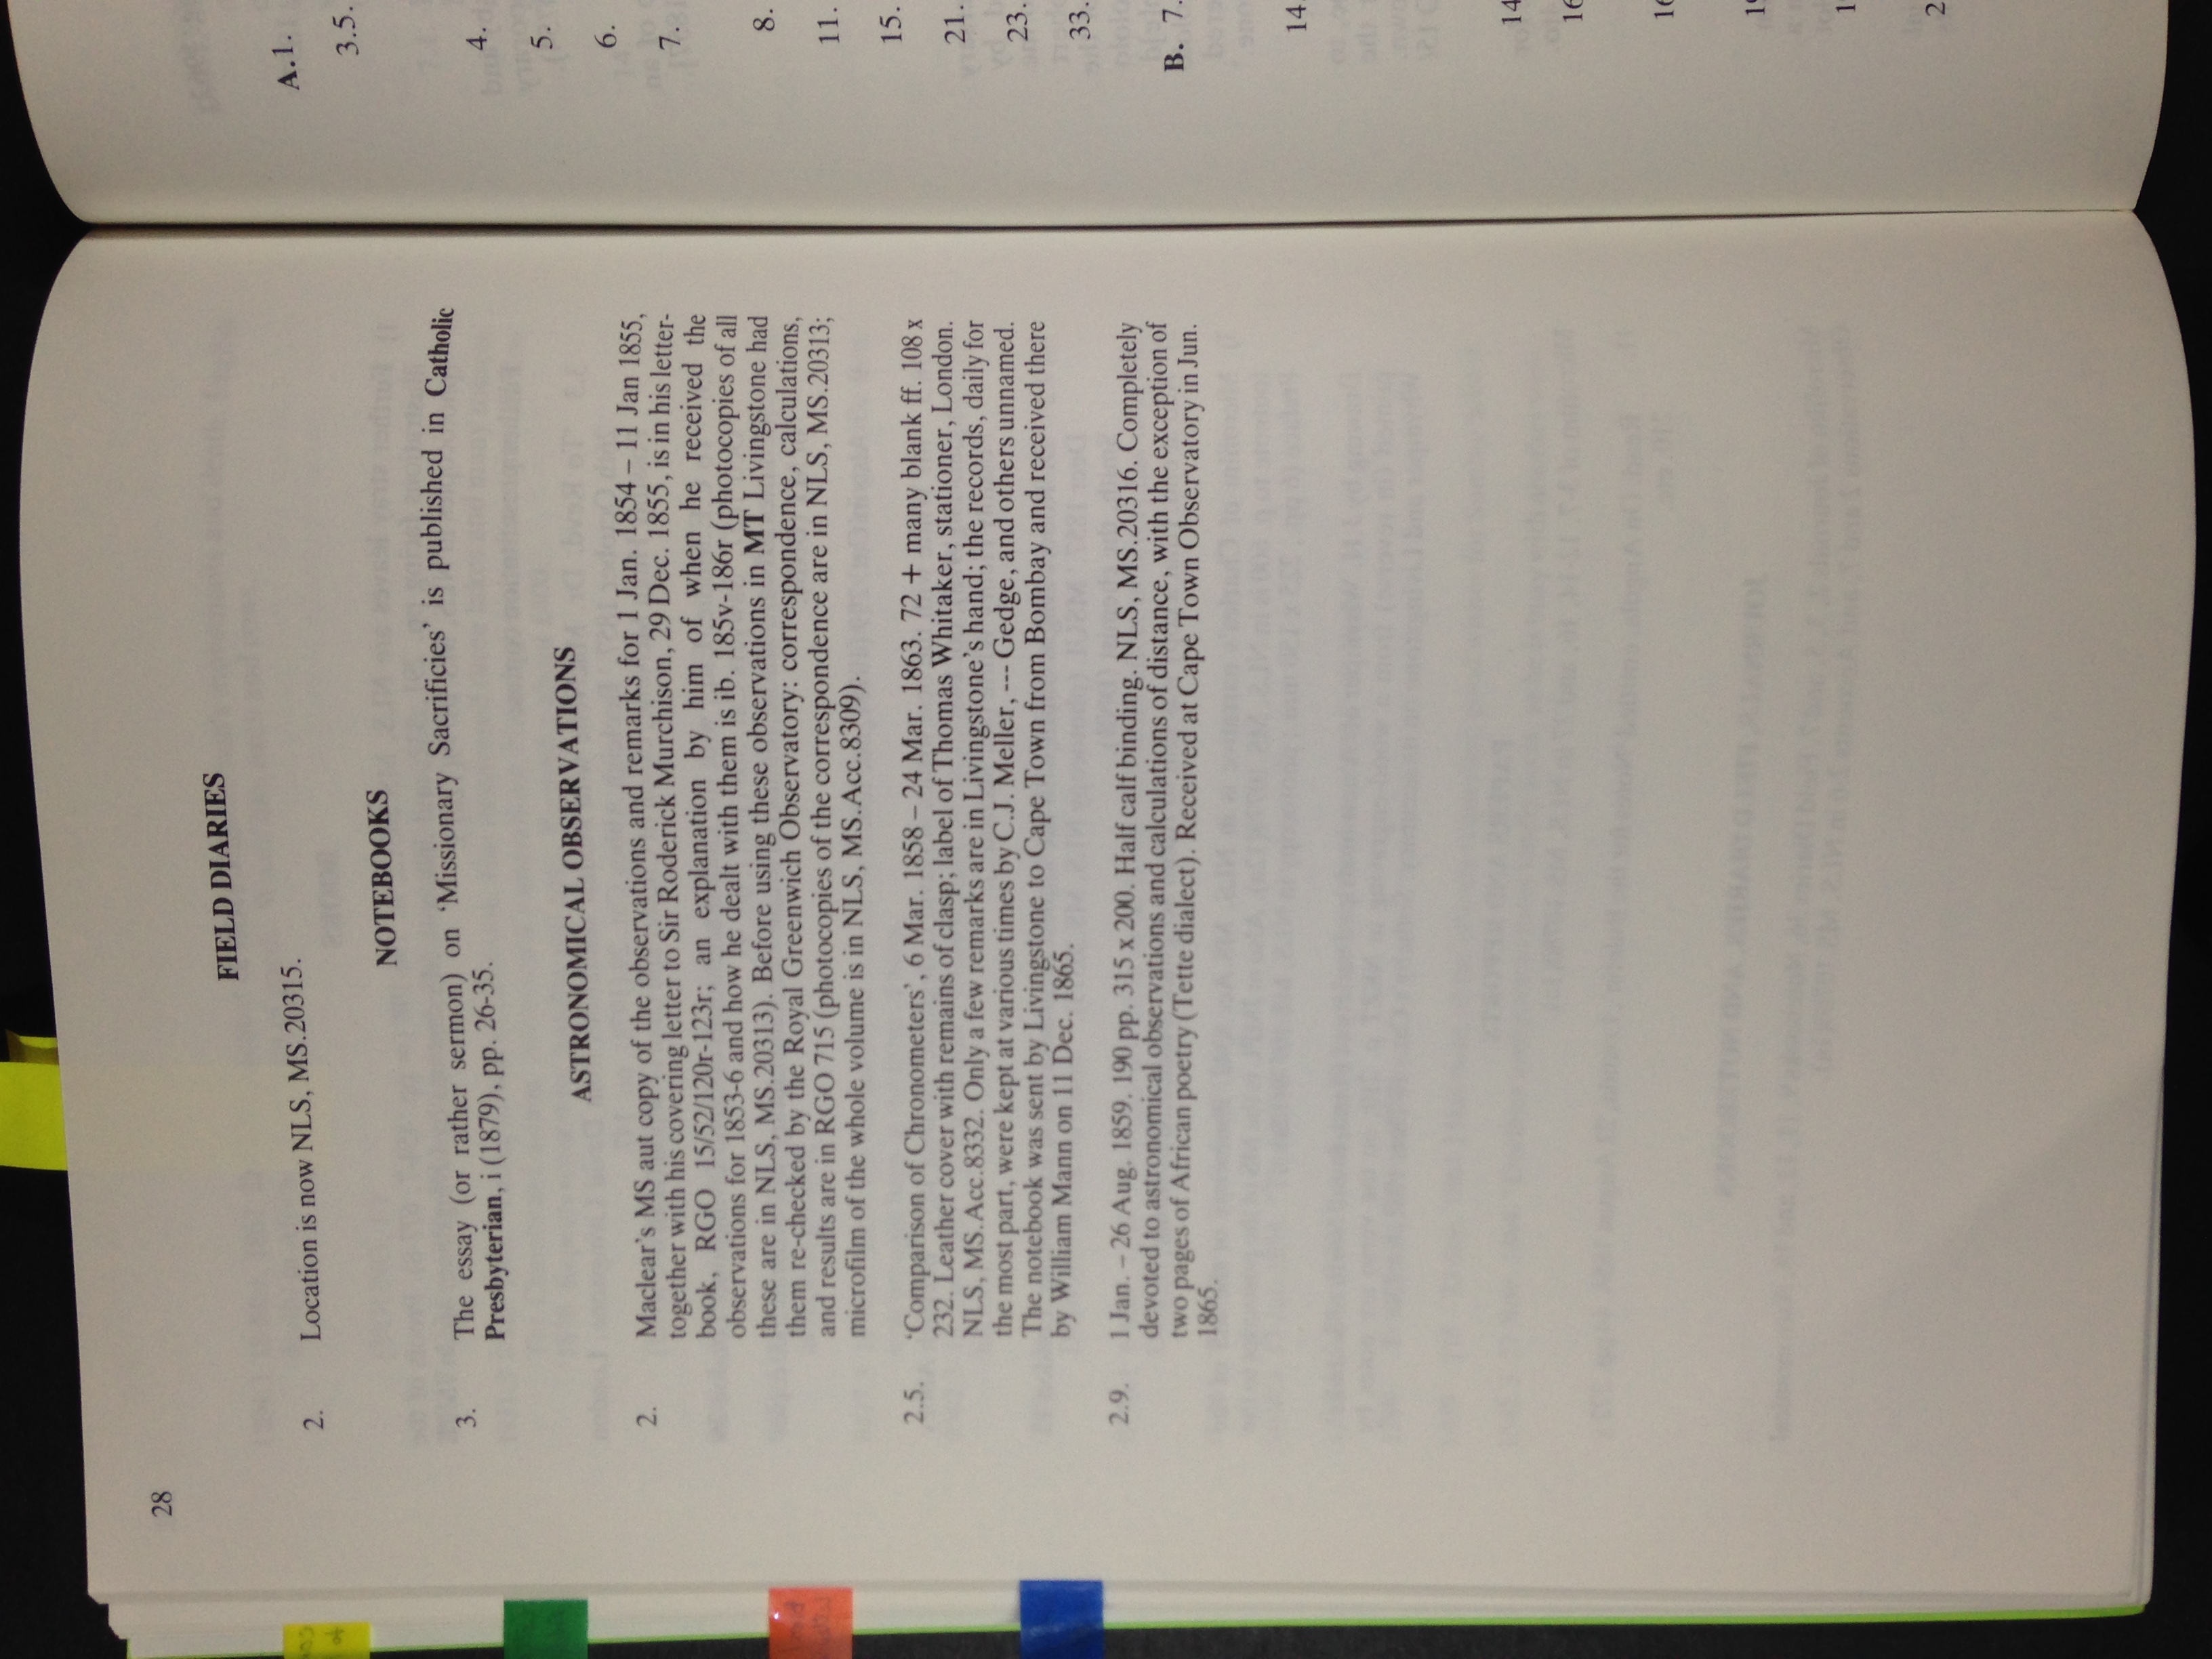 28
FIELD DIARIES
2. Location is now NLS, MS.20315.
NOTEBOOKS
3. The essay (or rather sermon) on ‘Missionary Sacrificies’ is published in Catholic
Presbyterian, i (1879), pp. 26-35.
ASTRONOMICAL OBSERVATIONS
2. Maclear’s MS aut copy of the observations and remarks for 1 Jan. 1854 – 11 Jan 1855,
together with his covering letter to Sir Roderick Murchison, 29 Dec. 1855, is in his letter-
book, RGO 15/52/120r-123r; an explanation by him of when he received the
observations for 1853-6 and how he dealt with them is ib. 185v-186r (photocopies of all
these are in NLS, MS.20313). Before using these observations in MT Livingstone had
them re-checked by the Royal Greenwich Observatory: correspondence, calculations,
and results are in RGO 715 (photocopies of the correspondence are in NLS, MS.20313;
microfilm of the whole volume is in NLS, MS.Acc.8309).
2.5. ‘Comparison of Chronometers’, 6 Mar. 1858 – 24 Mar. 1863. 72 + many blank ff. 108 x
232. Leather cover with remains of clasp; label of Thomas Whitaker, stationer, London.
NLS, MS.Acc.8332. Only a few remarks are in Livingstone’s hand; the records, daily for
the most part, were kept at various times by C.J. Meller, --- Gedge, and others unnamed.
The notebook was sent by Livingstone to Cape Town from Bombay and received there
by William Mann on 11 Dec. 1865.
2.9. 1 Jan. – 26 Aug. 1859. 190 pp. 315 x 200. Half calf binding. NLS, MS.20316. Completely
devoted to astronomical observations and calculations of distance, with the exception of
two pages of African poetry (Tette dialect). Received at Cape Town Observatory in Jun.
1865.
A.1.
3.5.
4.
5.
6.
7.
8.
11.
15.
21.
23.
33.
B. 7.
14.
14
16